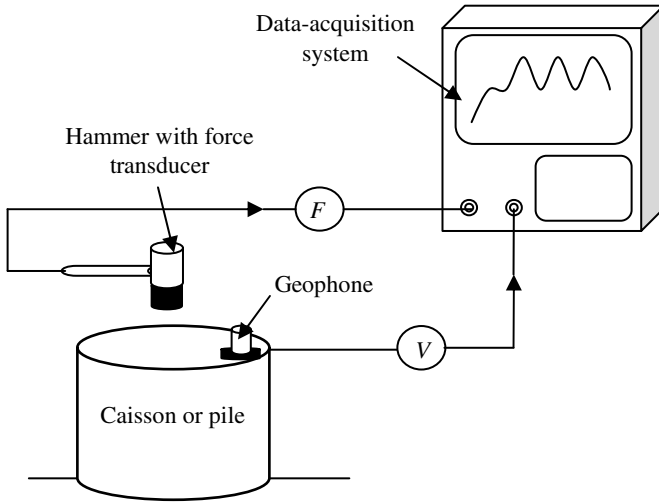 Data-acquisition
system
Hammer with force
transducer
F
Geophone
V
Caisson or pile